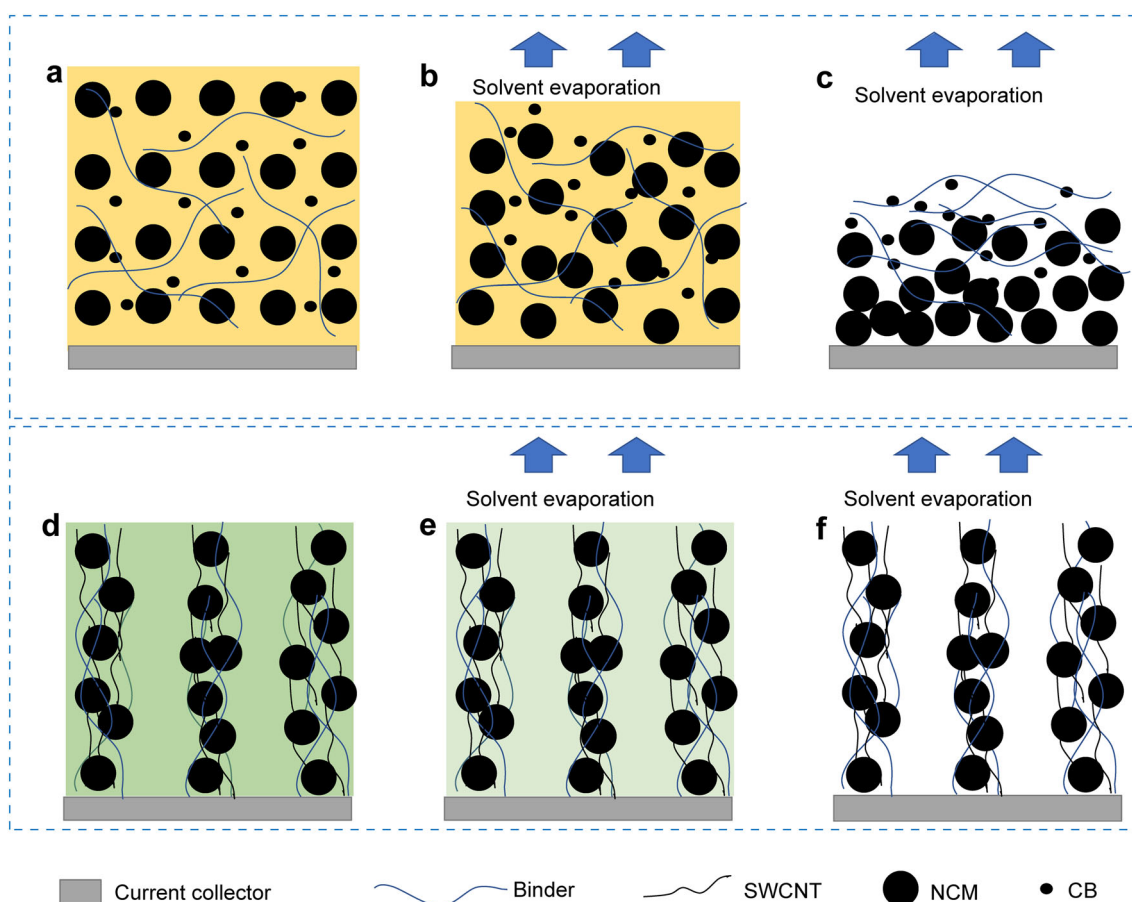 a
b
Solvent evaporation
c
Solvent evaporation
d
e
Solvent evaporation
f
Solvent evaporation
Current collector
Binder
SWCNT
NCM
CB